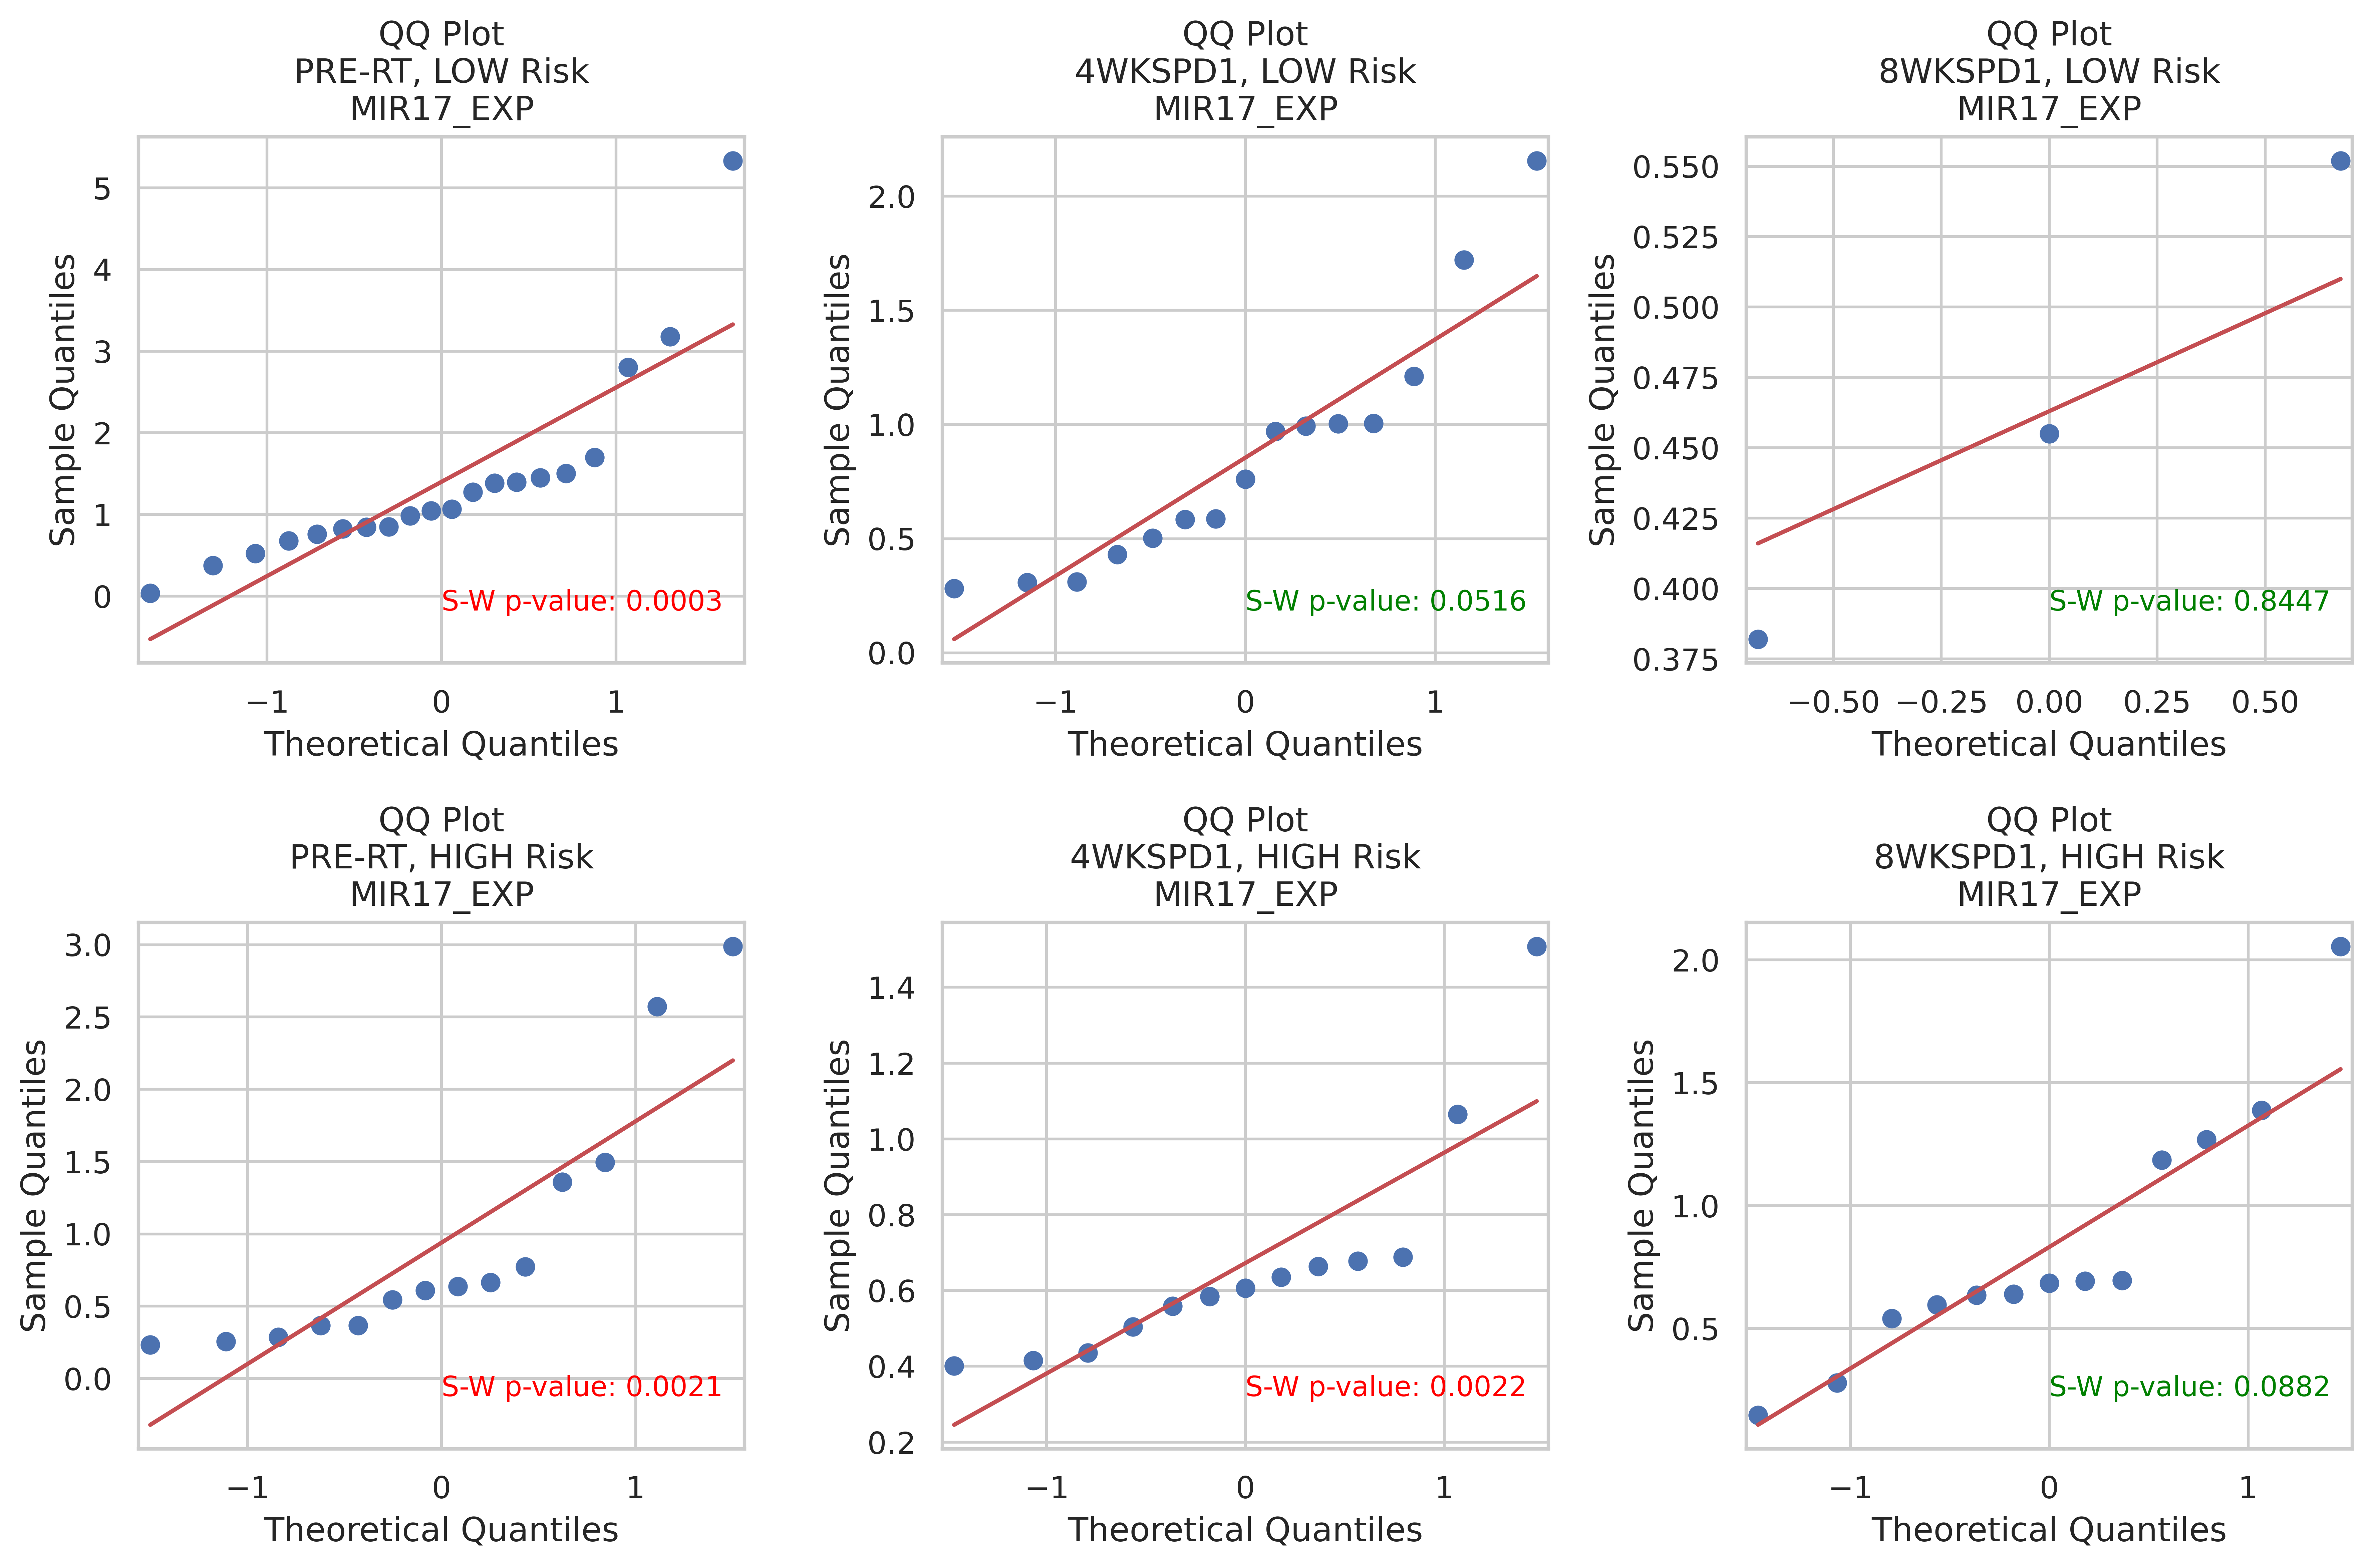 QQ Plot
PRE-RT, LOW Risk
MIR17_EXP
QQ Plot
4WKSPD1, LOW Risk
MIR17_EXP
QQ Plot
8WKSPD1, LOW Risk
MIR17_EXP
Sample Quantiles
5
4
3
2
1
0
S-W p-value: 0.0003
−1
0
1
Theoretical Quantiles
Sample Quantiles
2.0
1.5
1.0
0.5
0.0
S-W p-value: 0.0516
−1
0
1
Theoretical Quantiles
Sample Quantiles
0.550
0.525
0.500
0.475
0.450
0.425
0.400
0.375
S-W p-value: 0.8447
−0.50
−0.25
0.00
0.25
0.50
Theoretical Quantiles
QQ Plot
PRE-RT, HIGH Risk
MIR17_EXP
QQ Plot
4WKSPD1, HIGH Risk
MIR17_EXP
QQ Plot
8WKSPD1, HIGH Risk
MIR17_EXP
Sample Quantiles
3.0
2.5
2.0
1.5
1.0
0.5
0.0
S-W p-value: 0.0021
−1
0
1
Theoretical Quantiles
Sample Quantiles
1.4
1.2
1.0
0.8
0.6
0.4
0.2
S-W p-value: 0.0022
−1
0
1
Theoretical Quantiles
Sample Quantiles
2.0
1.5
1.0
0.5
S-W p-value: 0.0882
−1
0
1
Theoretical Quantiles